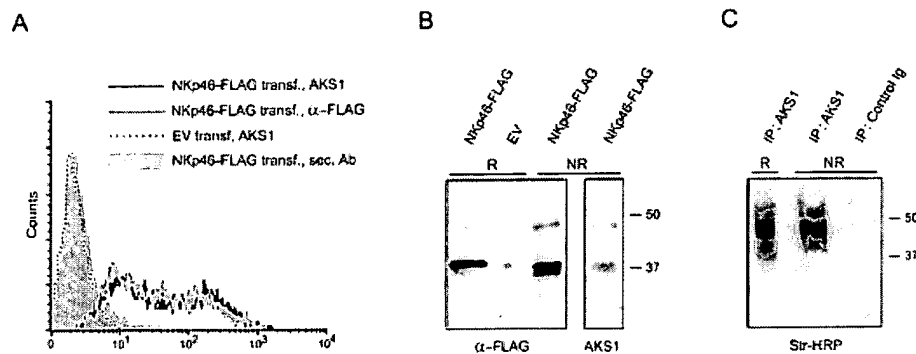 A
NKp46-FLAG transf., AKS1
NKp46-FLAG transf., α-FLAG
EV transf, AKS1
NKp46-FLAG transf., sec. Ab
Counts
0 10¹ 10² 10³ 10⁴
B
NKp46-FLAG
EV
NKp46-FLAG
NKp46-FLAG
R
NR
50
37
α-FLAG
AKS1
C
IP:AKS1
IP:AKS1
IP:Control Ig
R
NR
50
37
Str-HRP